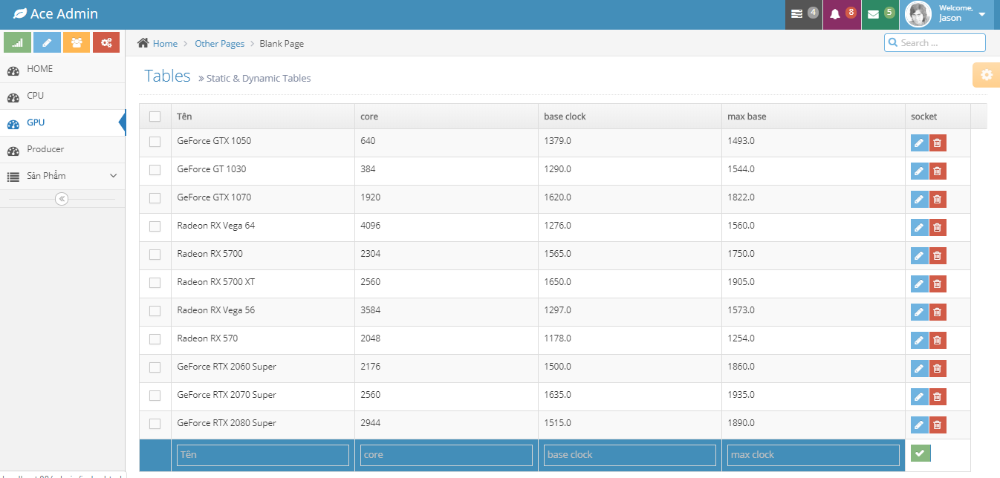 Ace Admin
4
8
5
Welcome,
Jason
Home
Other Pages
Blank Page
Search ...
HOME
CPU
GPU
Producer
Sản Phẩm
Tables » Static & Dynamic Tables
Tên core base clock max base socket
GeForce GTX 1050 640 1379.0 1493.0
GeForce GT 1030 384 1290.0 1544.0
GeForce GTX 1070 1920 1620.0 1822.0
Radeon RX Vega 64 4096 1276.0 1560.0
Radeon RX 5700 2304 1565.0 1750.0
Radeon RX 5700 XT 2560 1650.0 1905.0
Radeon RX Vega 56 3584 1297.0 1573.0
Radeon RX 570 2048 1178.0 1254.0
GeForce RTX 2060 Super 2176 1500.0 1860.0
GeForce RTX 2070 Super 2560 1635.0 1935.0
GeForce RTX 2080 Super 2944 1515.0 1890.0
Tên core base clock max clock